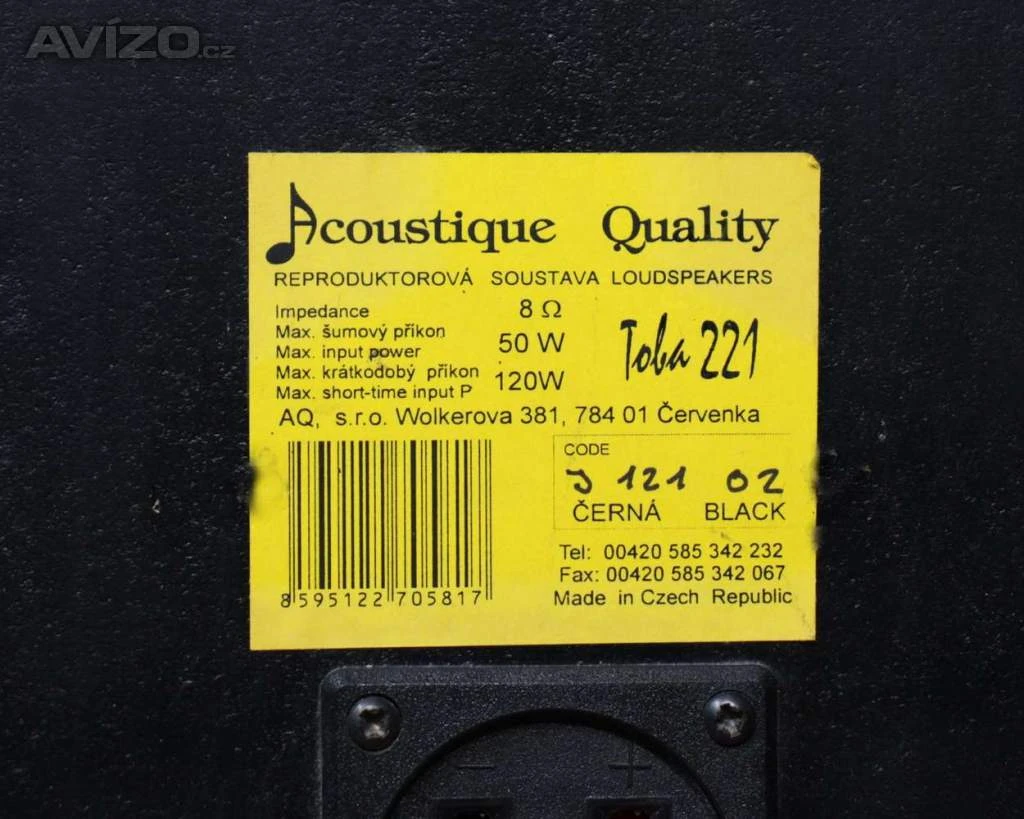 AVÍZO.cz
Acoustique Quality
REPRODUKTOROVÁ SOUSTAVA LOUDSPEAKERS
Impedance 8 Ω
Max. šumový příkon
Max. input power 50 W
Max. krátkodobý příkon
Max. short-time input P 120W
Toba 221
AQ, s.r.o. Wolkerova 381, 784 01 Červenka
CODE
J 121 02
ČERNÁ BLACK
8 595122 705817
Tel: 00420 585 342 232
Fax: 00420 585 342 067
Made in Czech Republic
− +